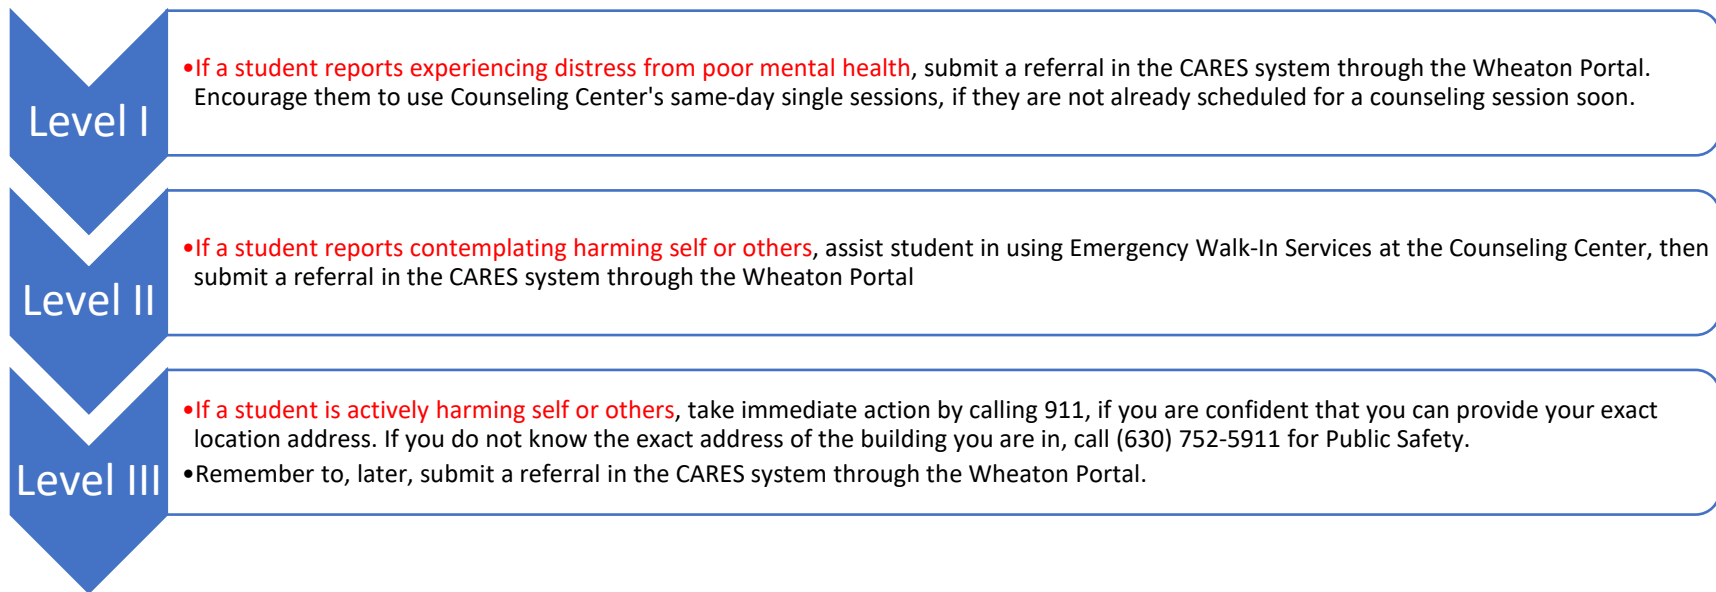 Level I
•If a student reports experiencing distress from poor mental health, submit a referral in the CARES system through the Wheaton Portal.
Encourage them to use Counseling Center's same-day single sessions, if they are not already scheduled for a counseling session soon.
Level II
•If a student reports contemplating harming self or others, assist student in using Emergency Walk-In Services at the Counseling Center, then
submit a referral in the CARES system through the Wheaton Portal
Level III
•If a student is actively harming self or others, take immediate action by calling 911, if you are confident that you can provide your exact
location address. If you do not know the exact address of the building you are in, call (630) 752-5911 for Public Safety.
•Remember to, later, submit a referral in the CARES system through the Wheaton Portal.